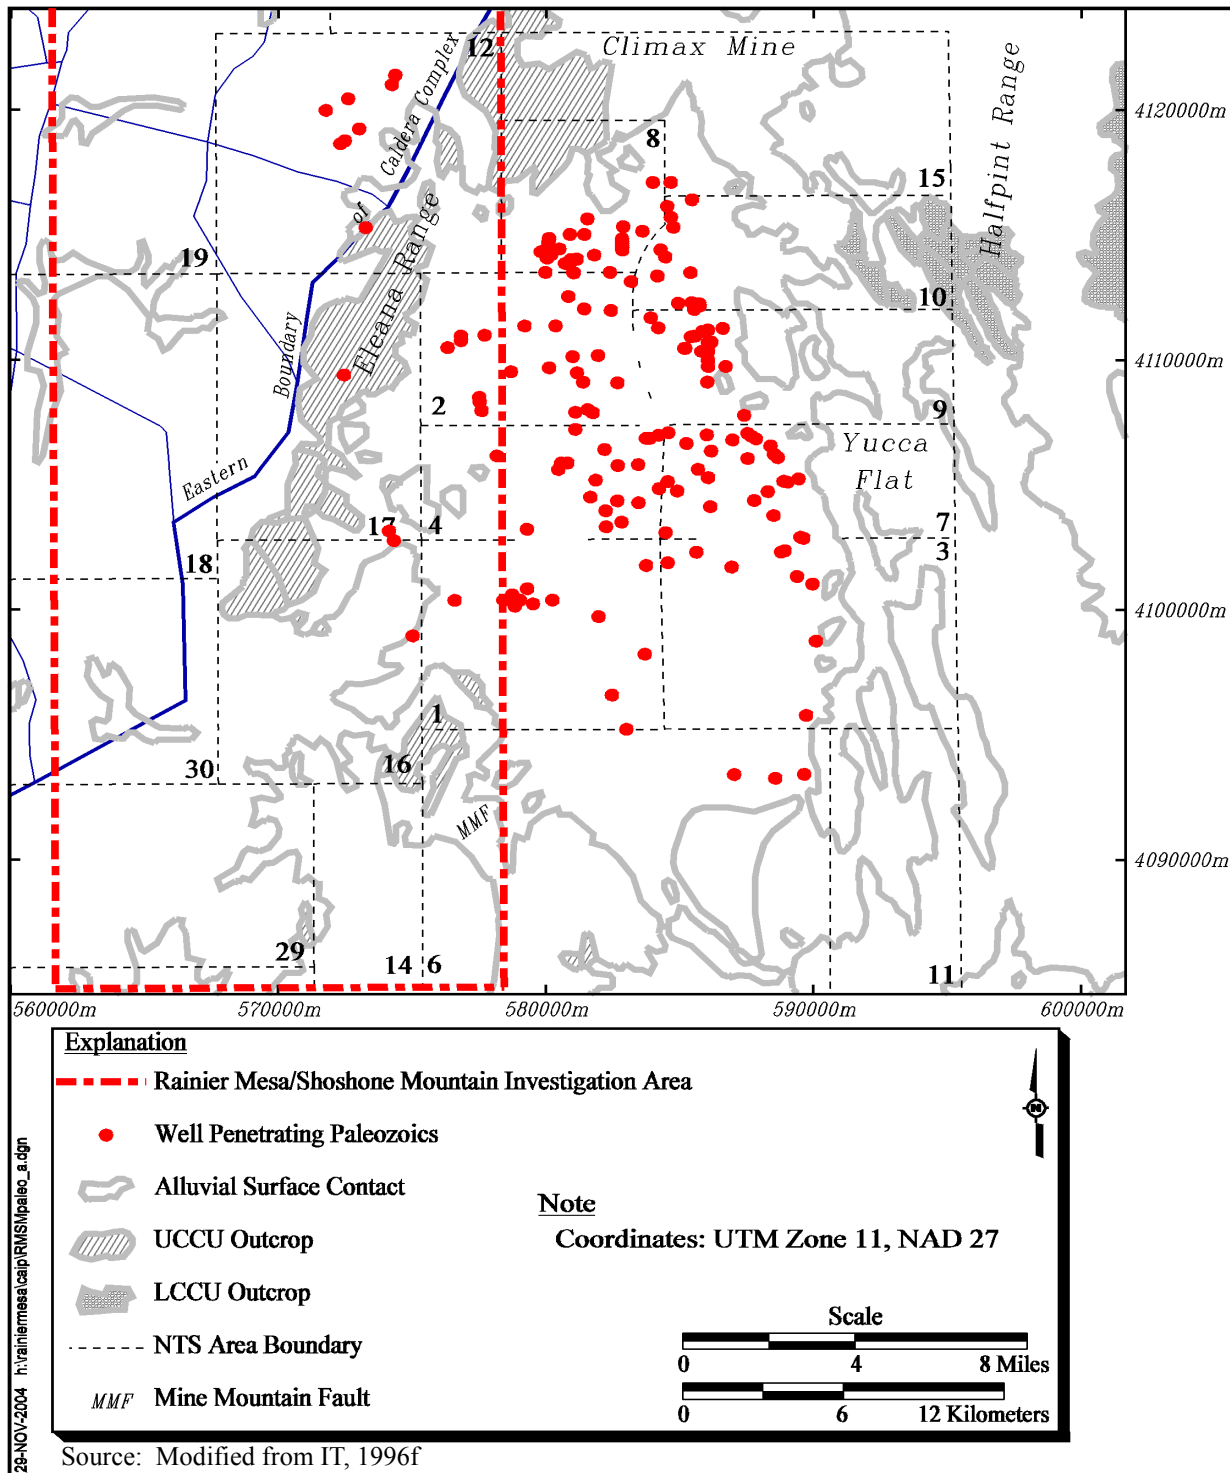 Climax Mine
12
Caldera Complex
of
Boundary
Eastern
Eleana Range
Halfpint Range
4120000m
8
15
19
10
4110000m
2
9
Yucca
Flat
17
4
7
3
18
4100000m
1
16
30
MMF
4090000m
29
14
6
11
560000m
570000m
580000m
590000m
600000m
Explanation
Rainier Mesa/Shoshone Mountain Investigation Area
Well Penetrating Paleozoics
Alluvial Surface Contact
UCCU Outcrop
LCCU Outcrop
NTS Area Boundary
MMF Mine Mountain Fault
N
Note
Coordinates: UTM Zone 11, NAD 27
Scale
0 4 8 Miles
0 6 12 Kilometers
29-NOV-2004 h:\rainiermesa\caip\RMSMpaleo_a.dgn
Source: Modified from IT, 1996f